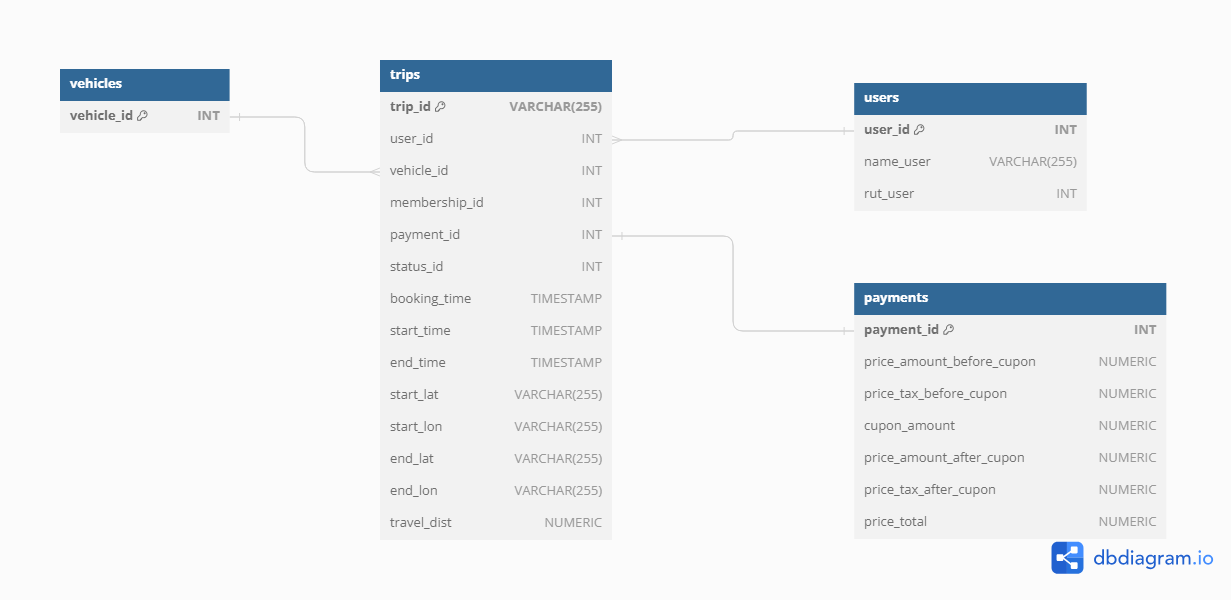 vehicles
vehicle_id INT
trips
trip_id VARCHAR(255)
user_id INT
vehicle_id INT
membership_id INT
payment_id INT
status_id INT
booking_time TIMESTAMP
start_time TIMESTAMP
end_time TIMESTAMP
start_lat VARCHAR(255)
start_lon VARCHAR(255)
end_lat VARCHAR(255)
end_lon VARCHAR(255)
travel_dist NUMERIC
users
user_id INT
name_user VARCHAR(255)
rut_user INT
payments
payment_id INT
price_amount_before_cupon NUMERIC
price_tax_before_cupon NUMERIC
cupon_amount NUMERIC
price_amount_after_cupon NUMERIC
price_tax_after_cupon NUMERIC
price_total NUMERIC
dbdiagram.io